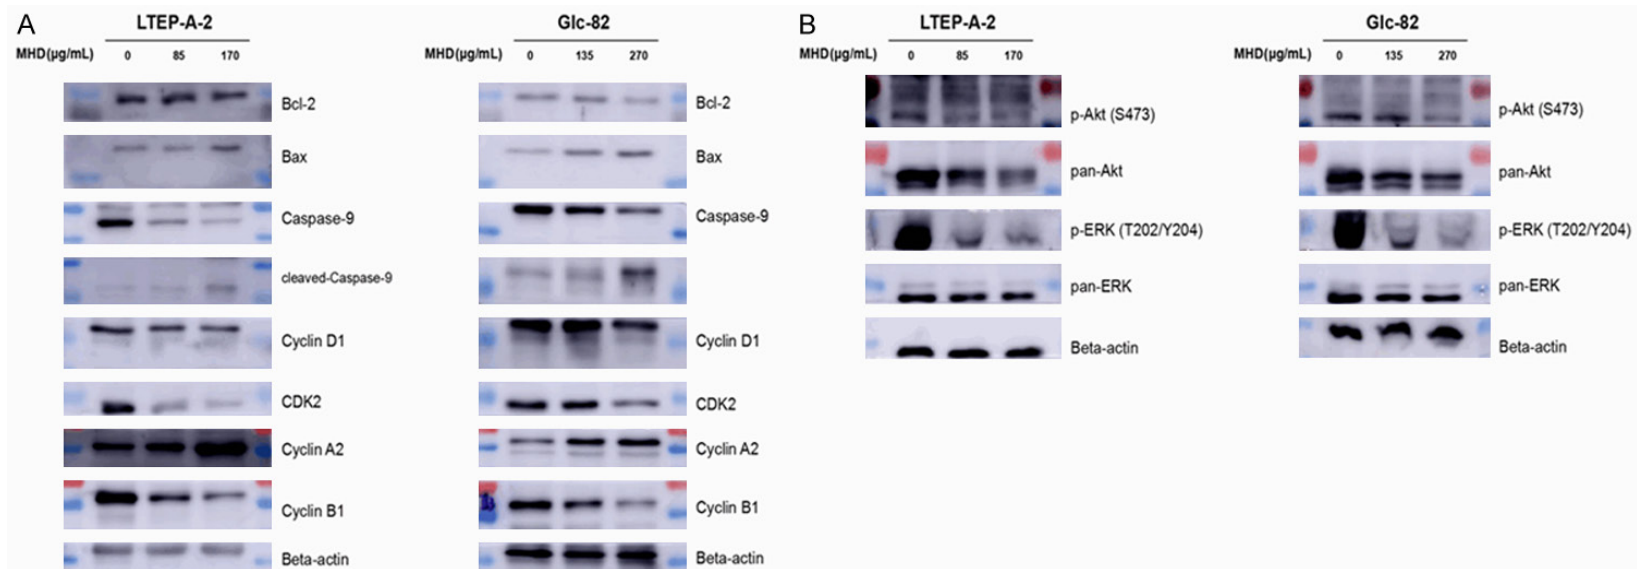 A
LTEP-A-2
MHD(µg/mL) 0 85 170
Bcl-2
Bax
Caspase-9
cleaved-Caspase-9
Cyclin D1
CDK2
Cyclin A2
Cyclin B1
Beta-actin
Glc-82
MHD(µg/mL) 0 135 270
Bcl-2
Bax
Caspase-9
Cyclin D1
CDK2
Cyclin A2
Cyclin B1
Beta-actin
B
LTEP-A-2
MHD(µg/mL) 0 85 170
p-Akt (S473)
pan-Akt
p-ERK (T202/Y204)
pan-ERK
Beta-actin
Glc-82
MHD(µg/mL) 0 135 270
p-Akt (S473)
pan-Akt
p-ERK (T202/Y204)
pan-ERK
Beta-actin